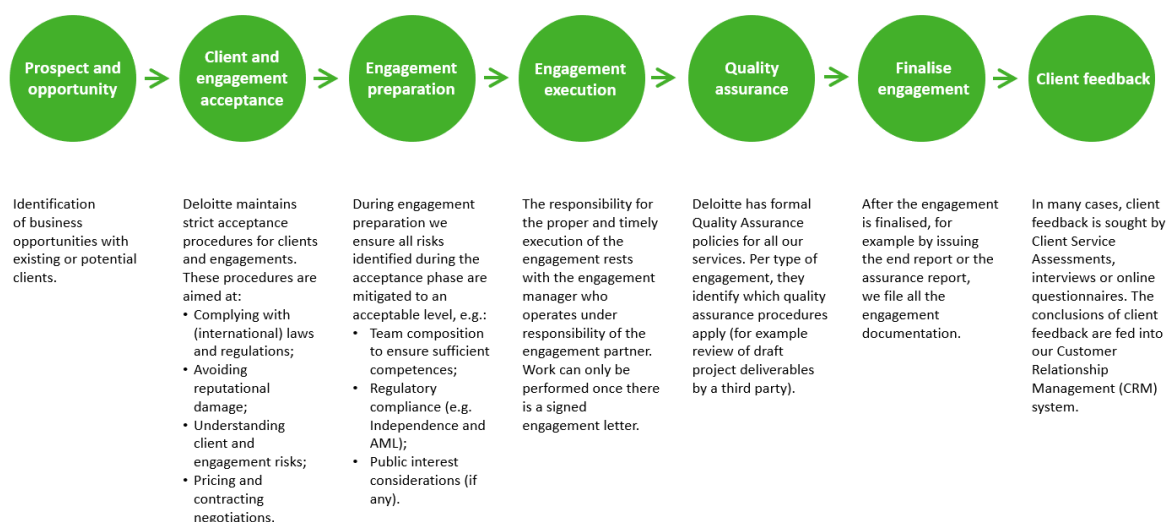 Prospect and
opportunity
Client and
engagement
acceptance
Engagement
preparation
Engagement
execution
Quality
assurance
Finalise
engagement
Client feedback
Identification
of business
opportunities with
existing or potential
clients.
Deloitte maintains
strict acceptance
procedures for clients
and engagements.
These procedures are
aimed at:
• Complying with
(international) laws
and regulations;
• Avoiding
reputational
damage;
• Understanding
client and
engagement risks;
• Pricing and
contracting
negotiations.
During engagement
preparation we
ensure all risks
identified during the
acceptance phase are
mitigated to an
acceptable level, e.g.:
• Team composition
to ensure sufficient
competences;
• Regulatory
compliance (e.g.
Independence and
AML);
• Public interest
considerations (if
any).
The responsibility for
the proper and timely
execution of the
engagement rests
with the engagement
manager who
operates under
responsibility of the
engagement partner.
Work can only be
performed once there
is a signed
engagement letter.
Deloitte has formal
Quality Assurance
policies for all our
services. Per type of
engagement, they
identify which quality
assurance procedures
apply (for example
review of draft
project deliverables
by a third party).
After the engagement
is finalised, for
example by issuing
the end report or the
assurance report,
we file all the
engagement
documentation.
In many cases, client
feedback is sought by
Client Service
Assessments,
interviews or online
questionnaires. The
conclusions of client
feedback are fed into
our Customer
Relationship
Management (CRM)
system.